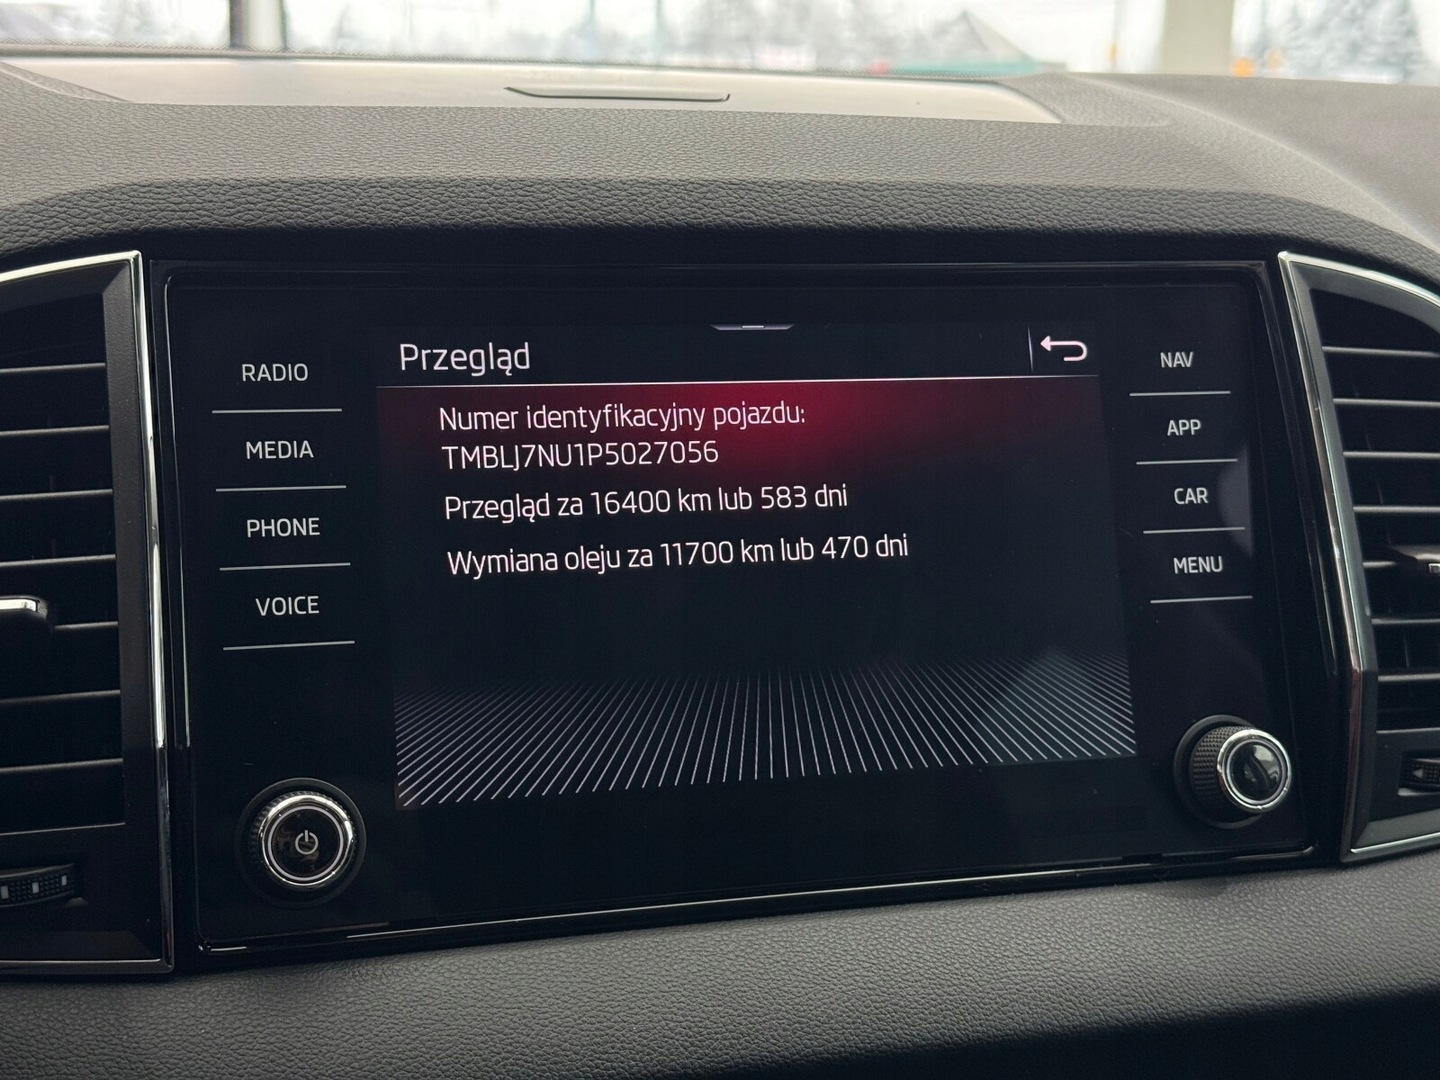 Przegląd
RADIO
MEDIA
PHONE
VOICE
Numer identyfikacyjny pojazdu:
TMBLJ7NU1P5027056
Przegląd za 16400 km lub 583 dni
Wymiana oleju za 11700 km lub 470 dni
NAV
APP
CAR
MENU